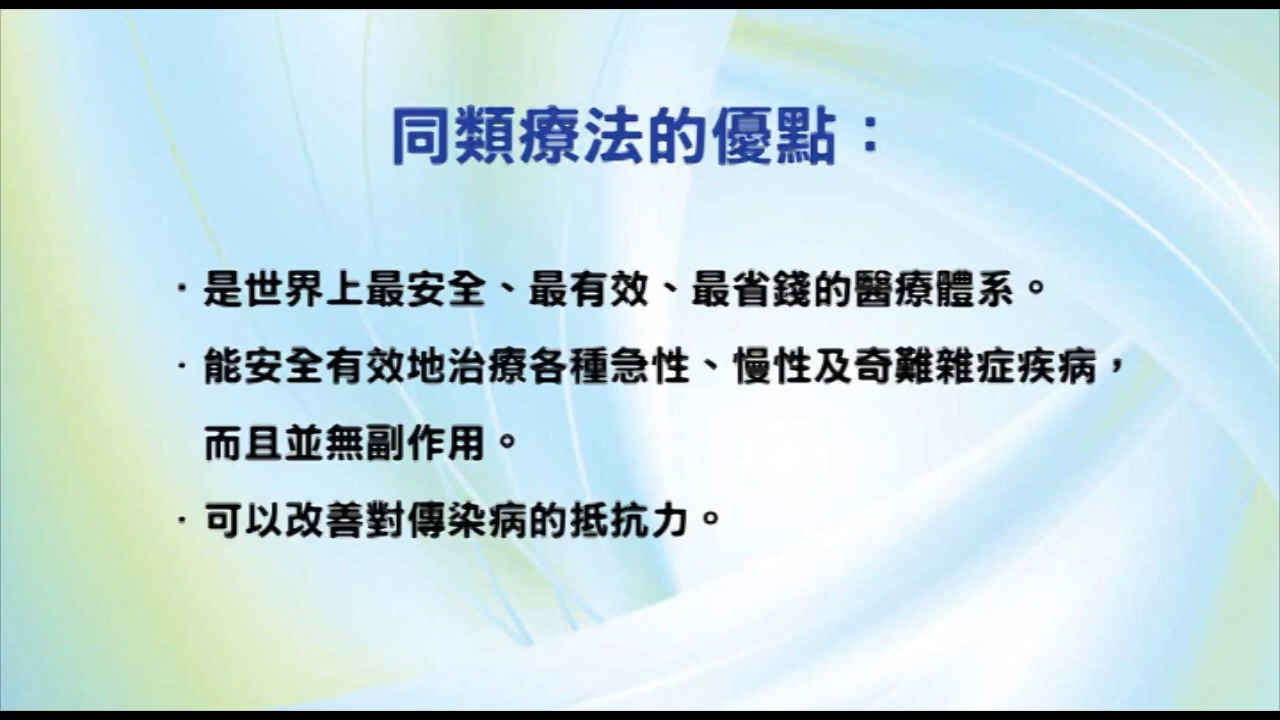 同類療法的優點：
·是世界上最安全、最有效、最省錢的醫療體系。
·能安全有效地治療各種急性、慢性及奇難雜症疾病，
而且並無副作用。
·可以改善對傳染病的抵抗力。